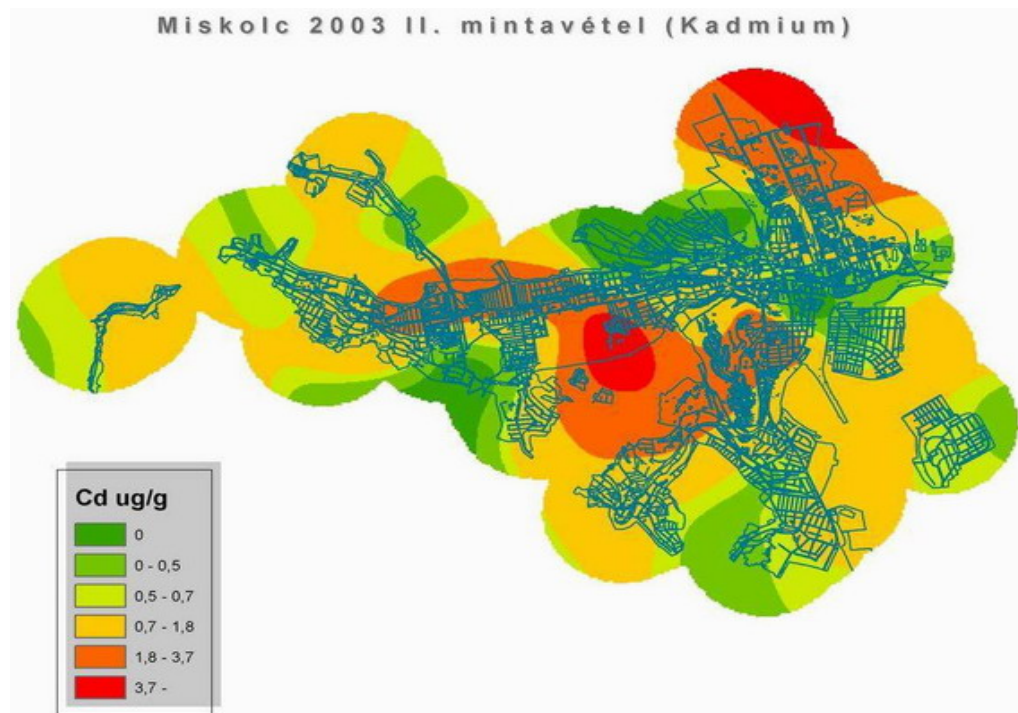 Miskolc 2003 II. mintavétel (Kadmium)
Cd ug/g
0
0 - 0,5
0,5 - 0,7
0,7 - 1,8
1,8 - 3,7
3,7 -